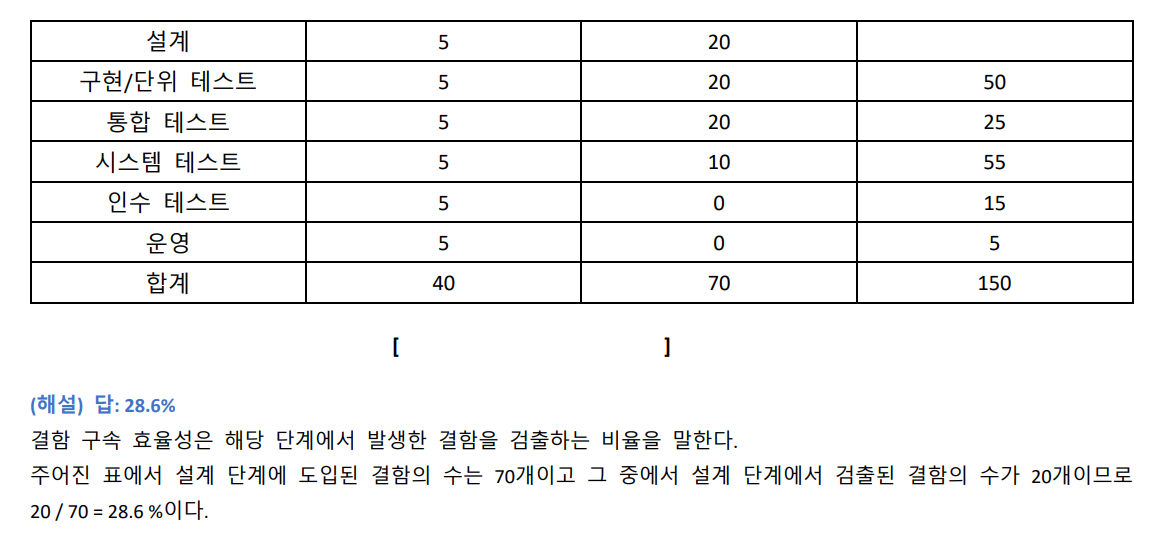 설계 5 20
구현/단위 테스트 5 20 50
통합 테스트 5 20 25
시스템 테스트 5 10 55
인수 테스트 5 0 15
운영 5 0 5
합계 40 70 150
[ ]
(해설) 답: 28.6%
결함 구속 효율성은 해당 단계에서 발생한 결함을 검출하는 비율을 말한다.
주어진 표에서 설계 단계에 도입된 결함의 수는 70개이고 그 중에서 설계 단계에서 검출된 결함의 수가 20개이므로
20 / 70 = 28.6 %이다.